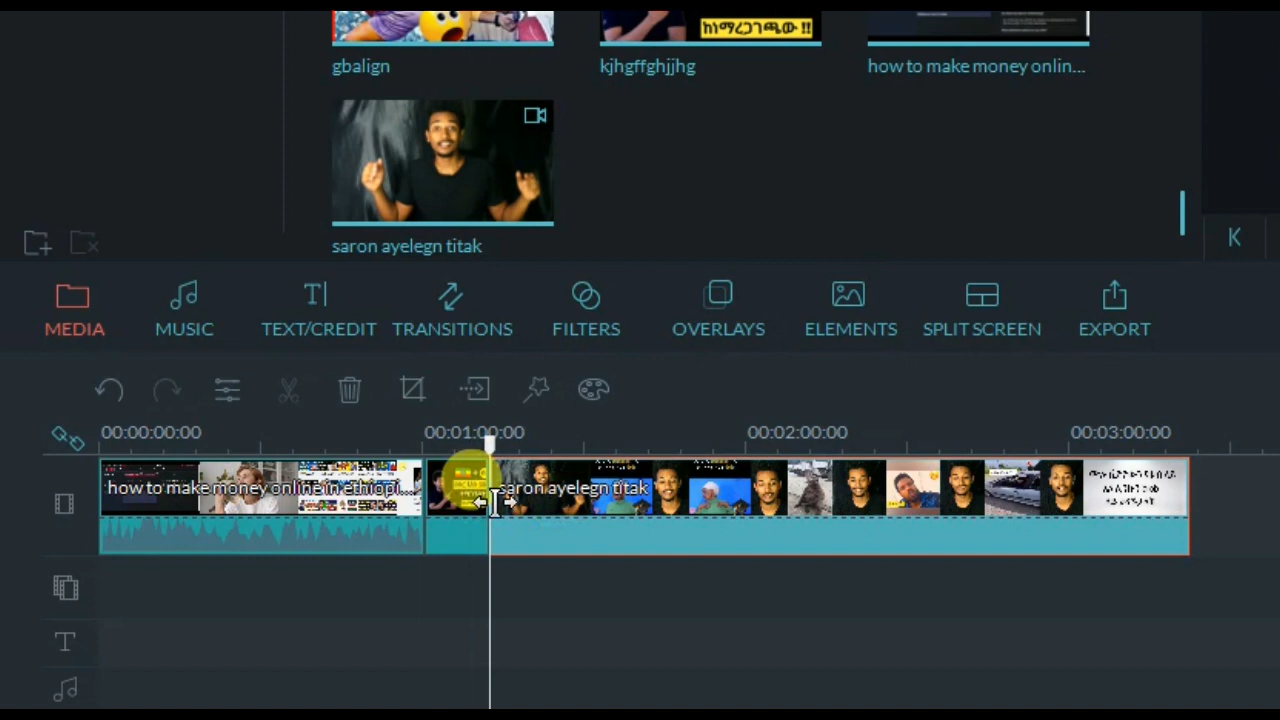 ከነማረጋገጫው !!
gbalign
kjhgffghjjhg
how to make money onlin...
saron ayelegn titak
MEDIA
MUSIC
TEXT/CREDIT
TRANSITIONS
FILTERS
OVERLAYS
ELEMENTS
SPLIT SCREEN
EXPORT
00:00:00:00
00:01:00:00
00:02:00:00
00:03:00:00
how to make money online in ethiopi...
saron ayelegn titak
T